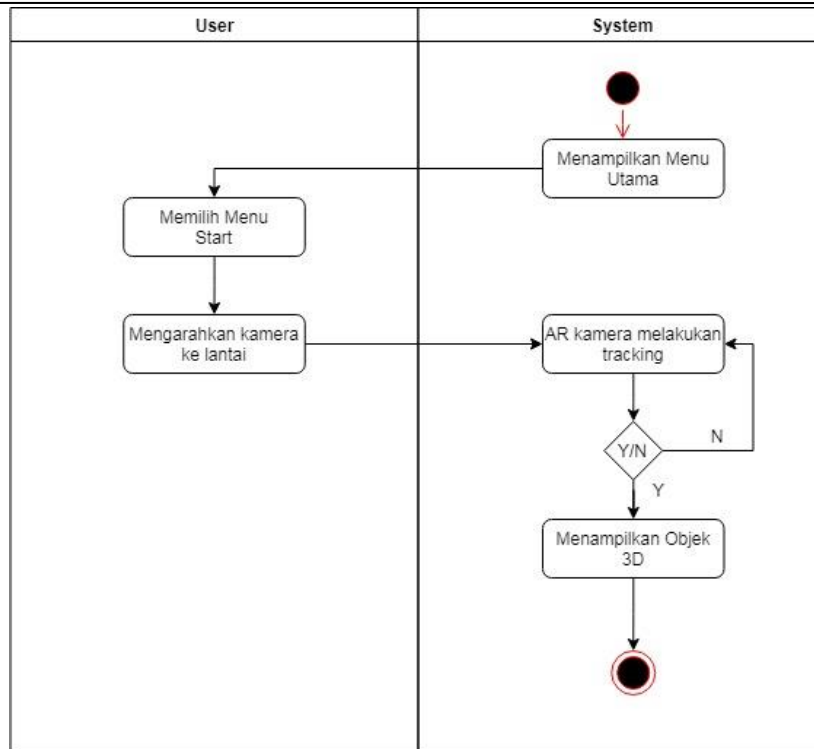 User
System
Menampilkan Menu
Utama
Memilih Menu
Start
Mengarahkan kamera
ke lantai
AR kamera melakukan
tracking
Y/N
N
Y
Menampilkan Objek
3D